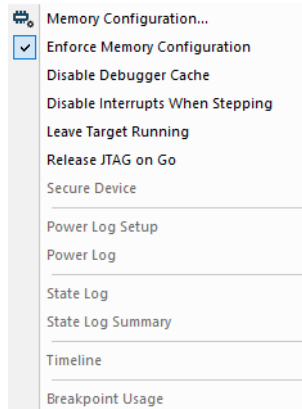 Memory Configuration...
Enforce Memory Configuration
Disable Debugger Cache
Disable Interrupts When Stepping
Leave Target Running
Release JTAG on Go
Secure Device
Power Log Setup
Power Log
State Log
State Log Summary
Timeline
Breakpoint Usage